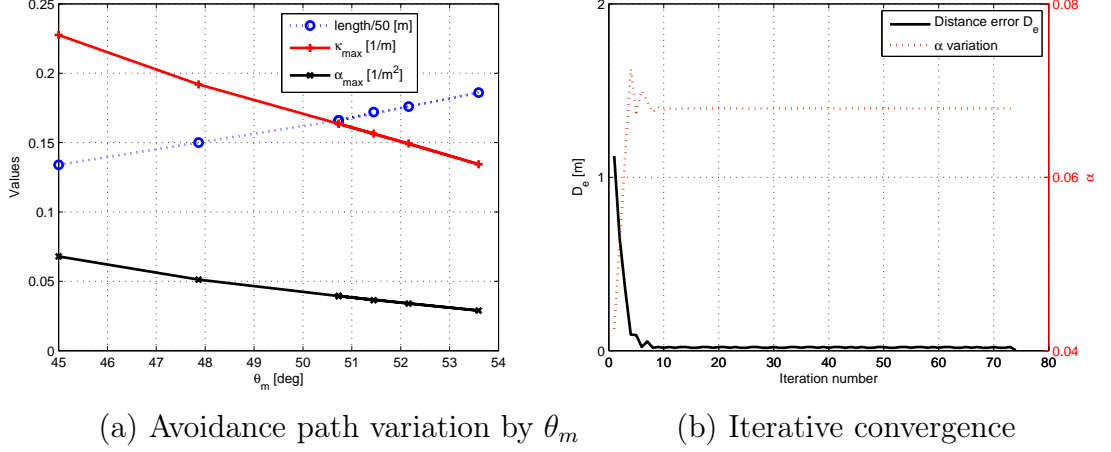 0.25
0.2
0.15
0.1
0.05
0
Values
length/50 [m]
κmax [1/m]
αmax [1/m²]
45 46 47 48 49 50 51 52 53 54
θm [deg]
(a) Avoidance path variation by θm
2
1
0
De [m]
Distance error De
α variation
0.08
0.06
0.04
α
0 10 20 30 40 50 60 70 80
Iteration number
(b) Iterative convergence